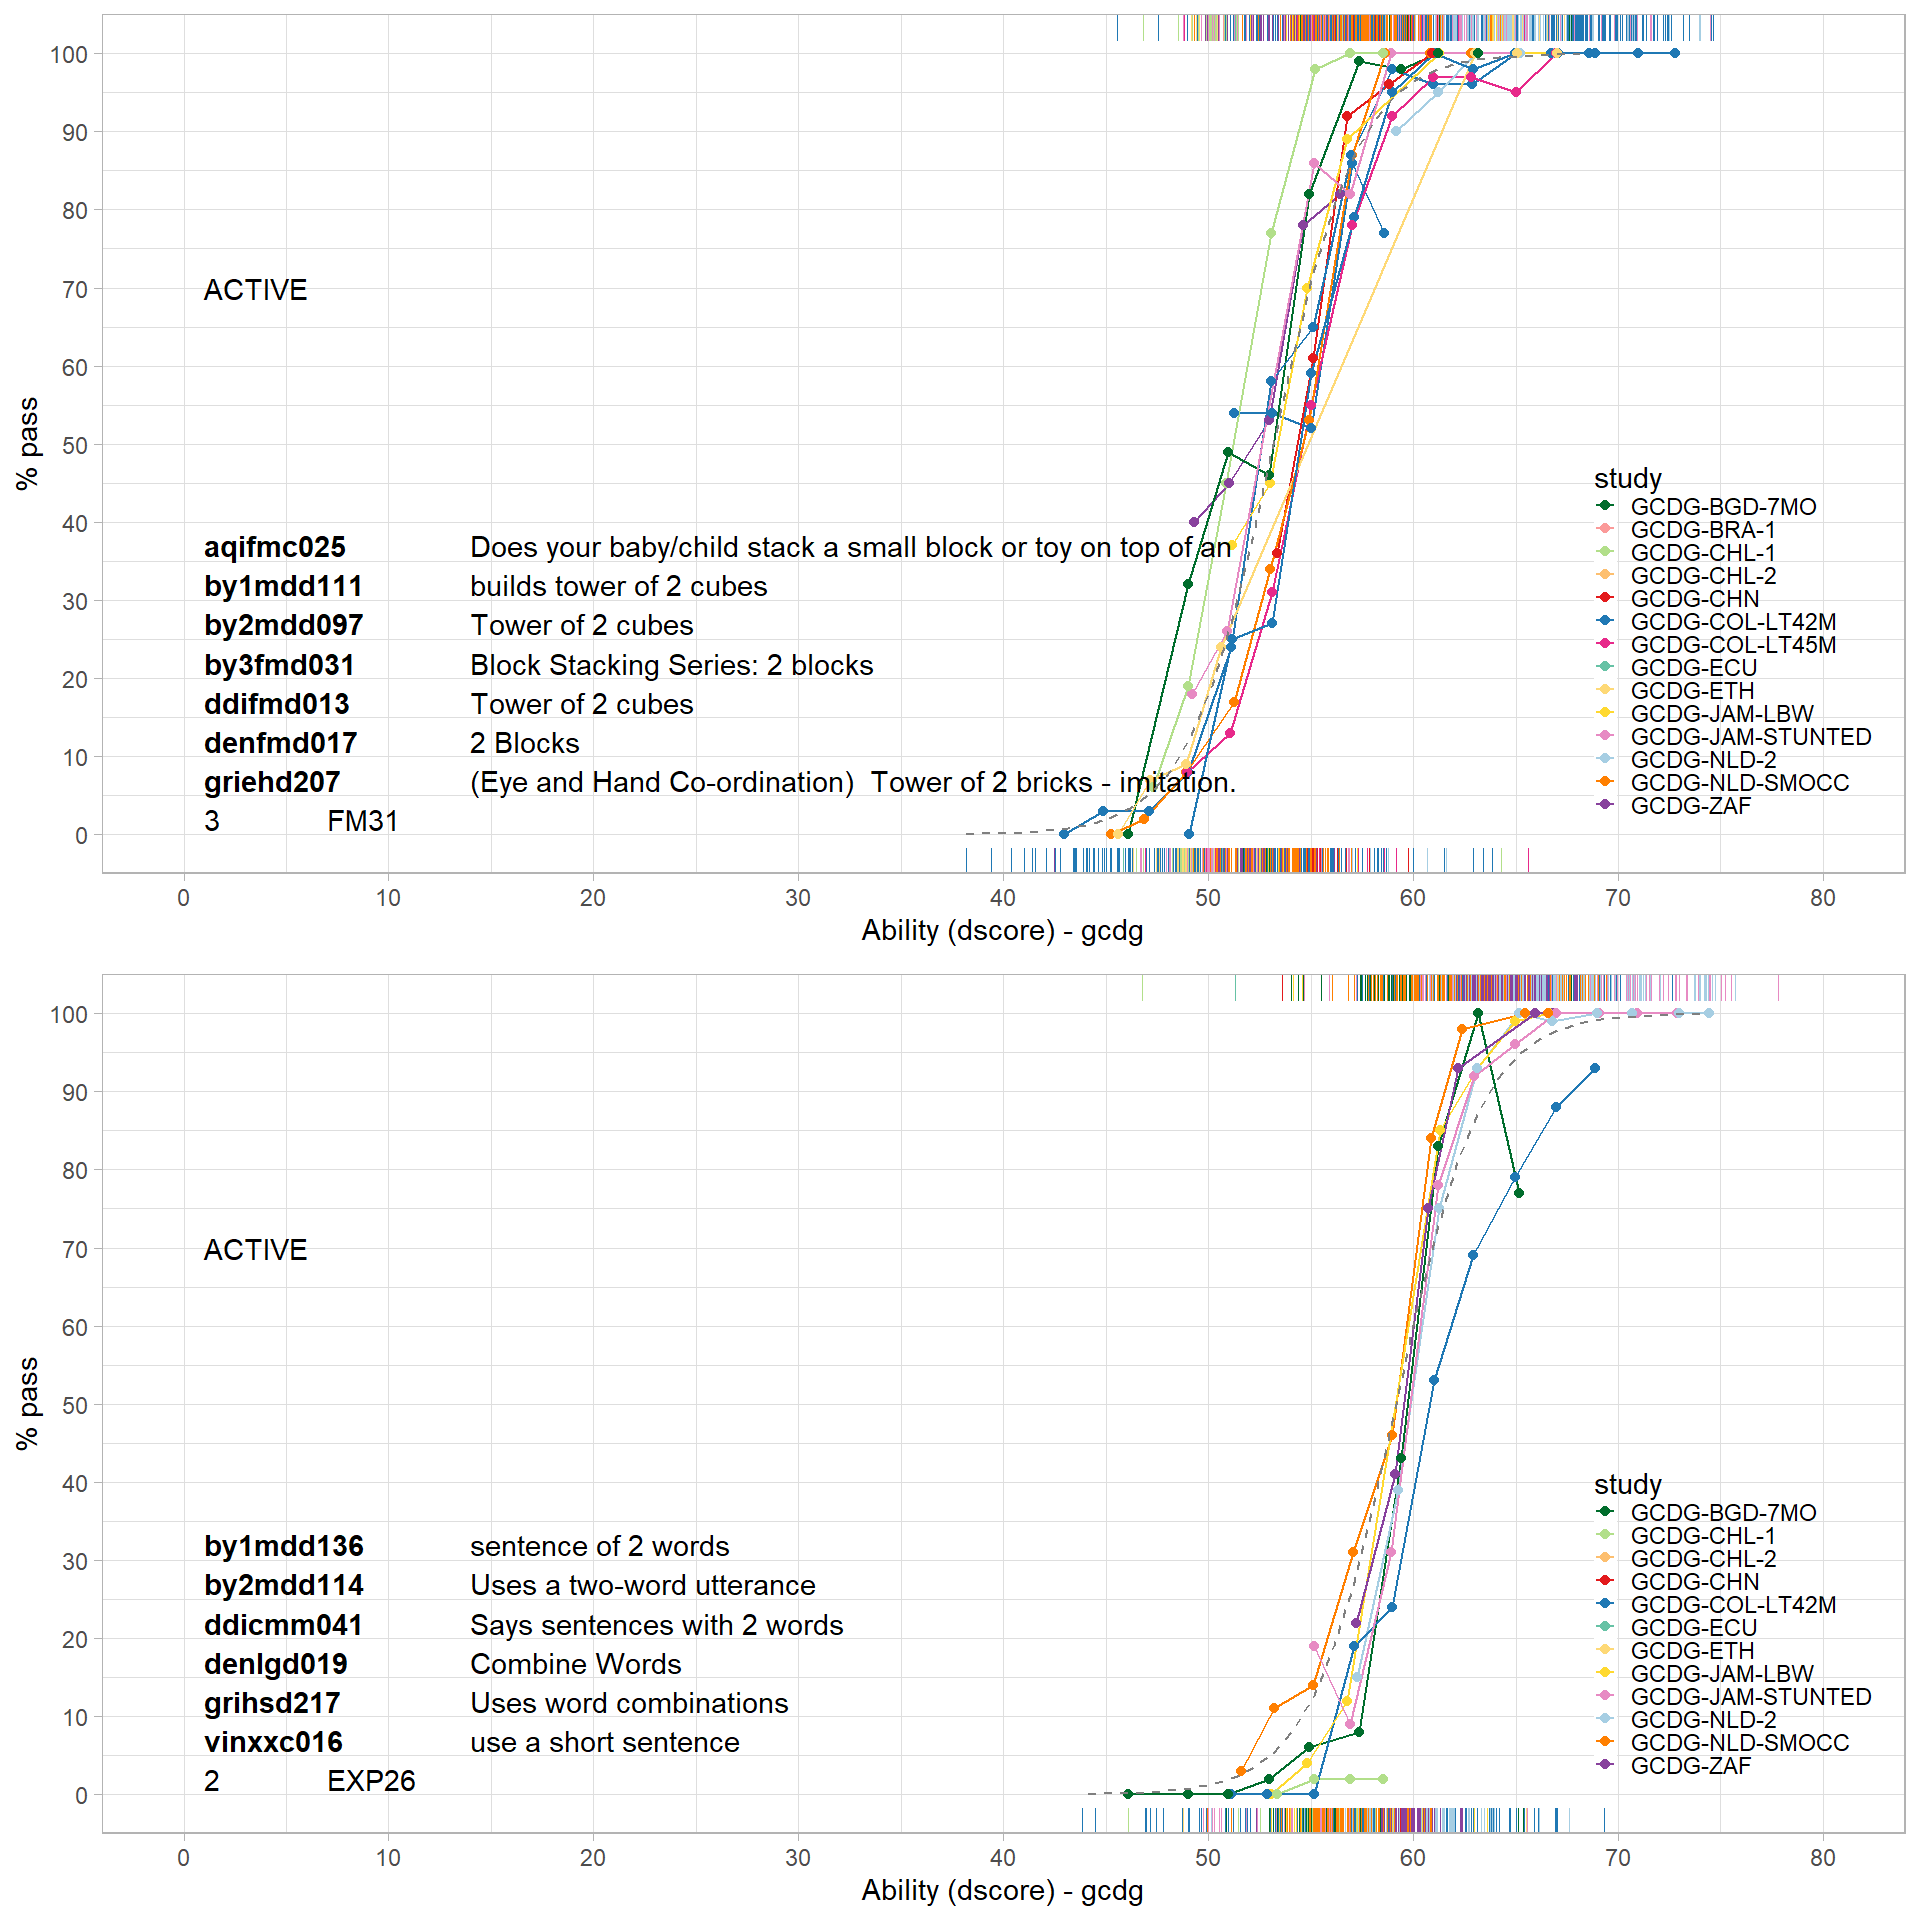 100
90
80
70
60
50
40
30
20
10
0
% pass
ACTIVE
aqifmc025 Does your baby/child stack a small block or toy on top of an
by1mdd111 builds tower of 2 cubes
by2mdd097 Tower of 2 cubes
by3fmd031 Block Stacking Series: 2 blocks
ddifmd013 Tower of 2 cubes
denfmd017 2 Blocks
griehd207 (Eye and Hand Co-ordination)  Tower of 2 bricks - imitation.
3 FM31
study
GCDG-BGD-7MO
GCDG-BRA-1
GCDG-CHL-1
GCDG-CHL-2
GCDG-CHN
GCDG-COL-LT42M
GCDG-COL-LT45M
GCDG-ECU
GCDG-ETH
GCDG-JAM-LBW
GCDG-JAM-STUNTED
GCDG-NLD-2
GCDG-NLD-SMOCC
GCDG-ZAF
0 10 20 30 40 50 60 70 80
Ability (dscore) - gcdg
100
90
80
70
60
50
40
30
20
10
0
% pass
ACTIVE
by1mdd136 sentence of 2 words
by2mdd114 Uses a two-word utterance
ddicmm041 Says sentences with 2 words
denlgd019 Combine Words
grihsd217 Uses word combinations
vinxxc016 use a short sentence
2 EXP26
study
GCDG-BGD-7MO
GCDG-CHL-1
GCDG-CHL-2
GCDG-CHN
GCDG-COL-LT42M
GCDG-ECU
GCDG-ETH
GCDG-JAM-LBW
GCDG-JAM-STUNTED
GCDG-NLD-2
GCDG-NLD-SMOCC
GCDG-ZAF
0 10 20 30 40 50 60 70 80
Ability (dscore) - gcdg